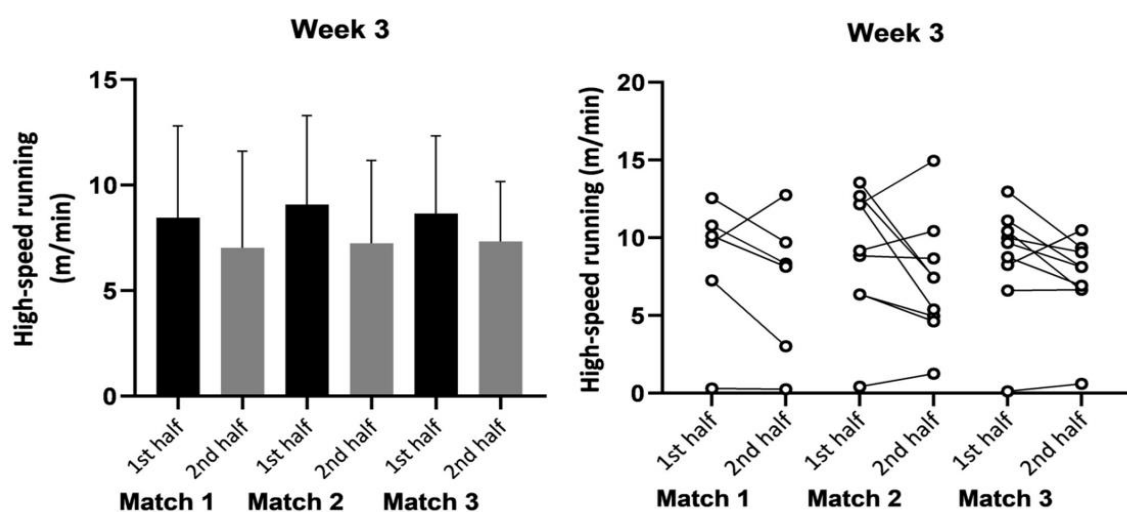 Week 3
High-speed running
(m/min)
15
10
5
0
1st half
2nd half
1st half
2nd half
1st half
2nd half
Match 1
Match 2
Match 3
Week 3
High-speed running (m/min)
20
15
10
5
0
1st half
2nd half
1st half
2nd half
1st half
2nd half
Match 1
Match 2
Match 3